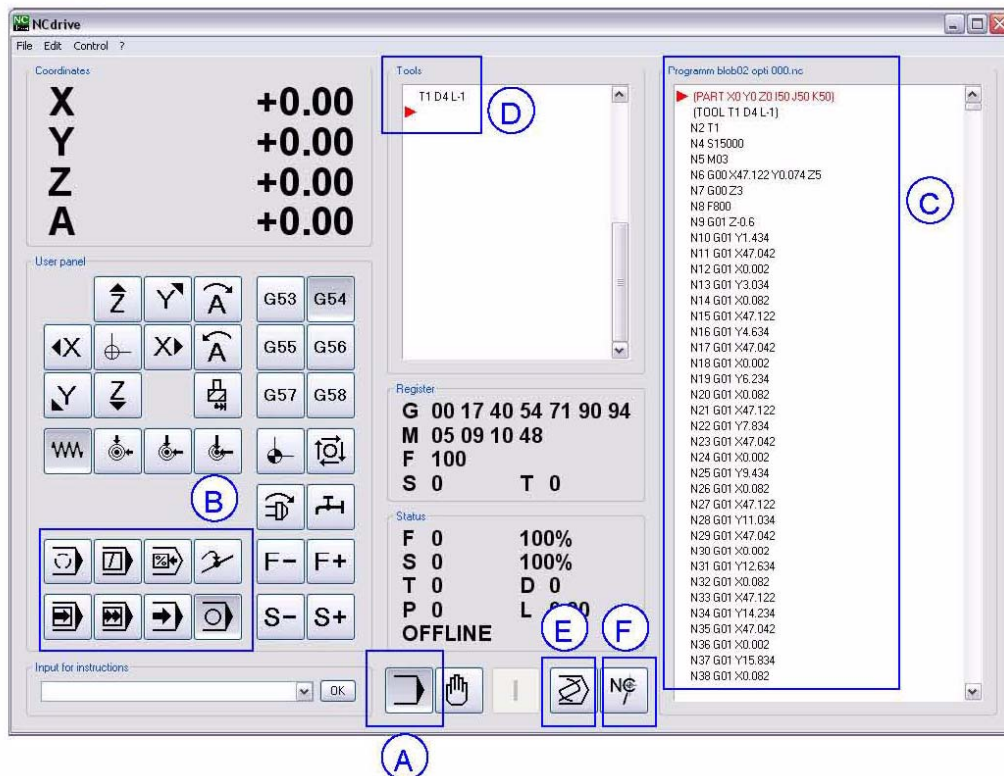 NCdrive
File Edit Control ?
Coordinates
X +0.00
Y +0.00
Z +0.00
A +0.00
User panel
Z Y A G53 G54
X X A G55 G56
Y Z G57 G58
F- F+
S- S+
B
Input for instructions
OK
A
Tools
T1 D4 L-1
D
Register
G 00 17 40 54 71 90 94
M 05 09 10 48
F 100
S 0 T 0
Status
F 0 100%
S 0 100%
T 0 D 0
P 0 L
OFFLINE
E
F
Programm blob02 opti 000.nc
(PART X0 Y0 Z0 I50 J50 K50)
(TOOL T1 D4 L-1)
N2 T1
N4 S15000
N5 M03
N6 G00 X47.122 Y0.074 Z5
N7 G00 Z3
N8 F800
N9 G01 Z-0.6
N10 G01 Y1.434
N11 G01 X47.042
N12 G01 X0.002
N13 G01 Y3.034
N14 G01 X0.082
N15 G01 X47.122
N16 G01 Y4.634
N17 G01 X47.042
N18 G01 X0.002
N19 G01 Y6.234
N20 G01 X0.082
N21 G01 X47.122
N22 G01 Y7.834
N23 G01 X47.042
N24 G01 X0.002
N25 G01 Y9.434
N26 G01 X0.082
N27 G01 X47.122
N28 G01 Y11.034
N29 G01 X47.042
N30 G01 X0.002
N31 G01 Y12.634
N32 G01 X0.082
N33 G01 X47.122
N34 G01 Y14.234
N35 G01 X47.042
N36 G01 X0.002
N37 G01 Y15.834
N38 G01 X0.082
C